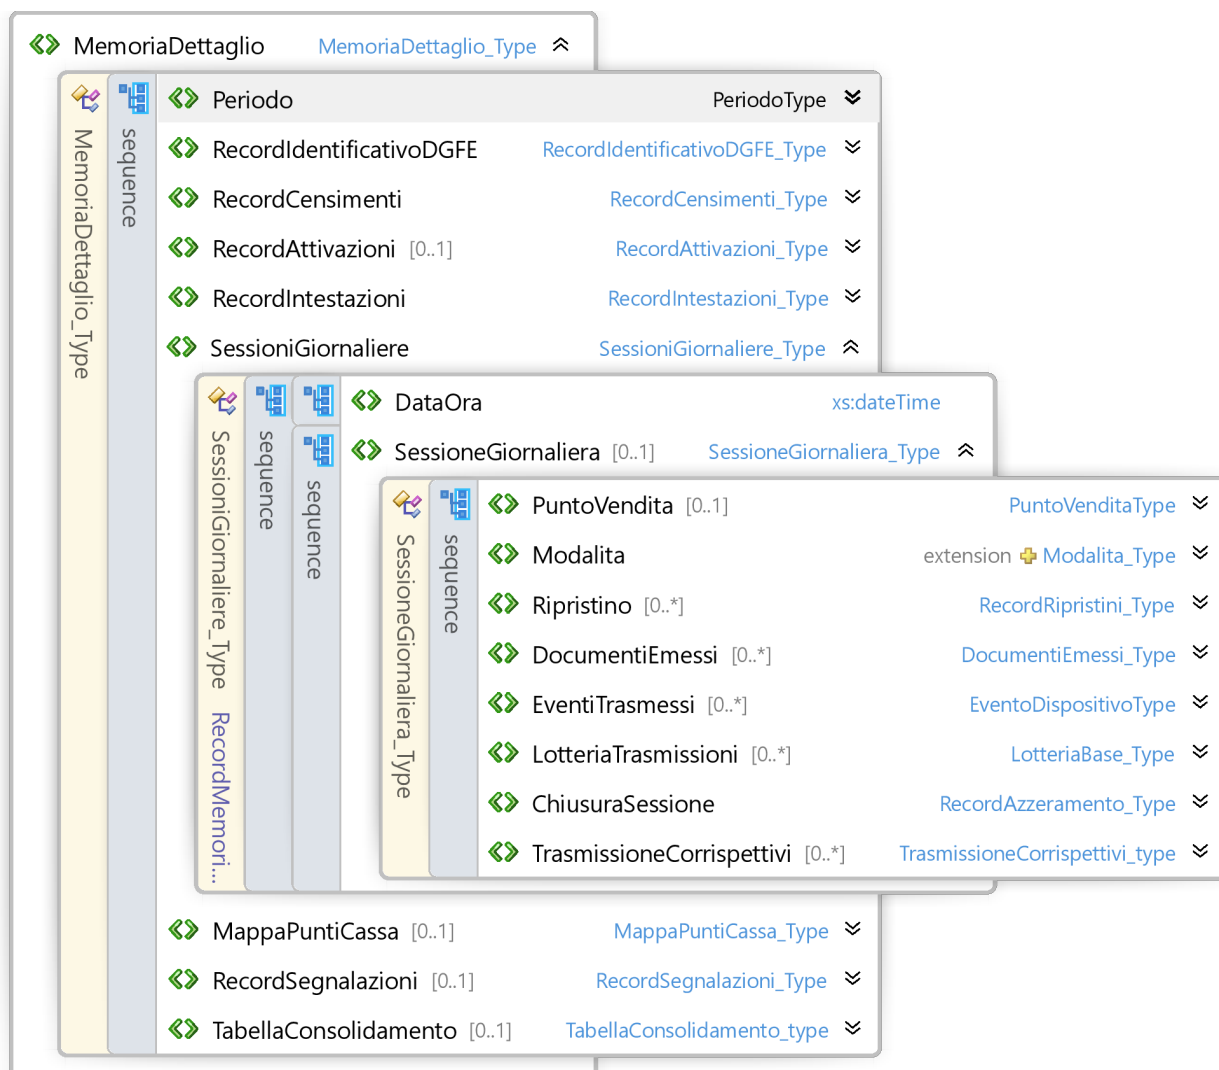 MemoriaDettaglio MemoriaDettaglio_Type
MemoriaDettaglio_Type
sequence
Periodo PeriodoType
RecordIdentificativoDGFE RecordIdentificativoDGFE_Type
RecordCensimenti RecordCensimenti_Type
RecordAttivazioni [0..1] RecordAttivazioni_Type
RecordIntestazioni RecordIntestazioni_Type
SessioniGiornaliere SessioniGiornaliere_Type
SessioniGiornaliere_Type RecordMemori...
sequence
sequence
DataOra xs:dateTime
SessioneGiornaliera [0..1] SessioneGiornaliera_Type
SessioneGiornaliera_Type
sequence
PuntoVendita [0..1] PuntoVenditaType
Modalita extension Modalita_Type
Ripristino [0..*] RecordRipristini_Type
DocumentiEmessi [0..*] DocumentiEmessi_Type
EventiTrasmessi [0..*] EventoDispositivoType
LotteriaTrasmissioni [0..*] LotteriaBase_Type
ChiusuraSessione RecordAzzeramento_Type
TrasmissioneCorrispettivi [0..*] TrasmissioneCorrispettivi_type
MappaPuntiCassa [0..1] MappaPuntiCassa_Type
RecordSegnalazioni [0..1] RecordSegnalazioni_Type
TabellaConsolidamento [0..1] TabellaConsolidamento_type